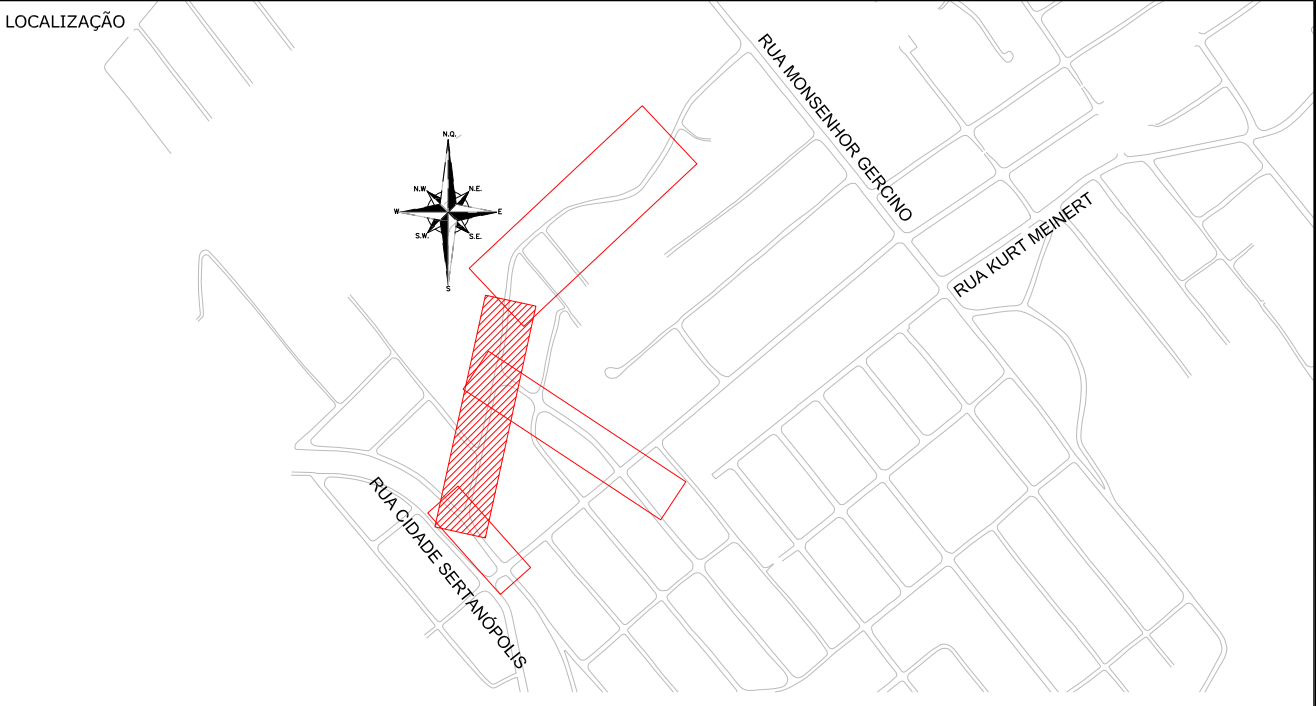 LOCALIZAÇÃO
RUA MONSENHOR GERCINO
N.Q.
N.W.
N.E.
W
E
S.W.
S.E.
S
RUA KURT MEINERT
RUA CIDADE SERTANÓPOLIS